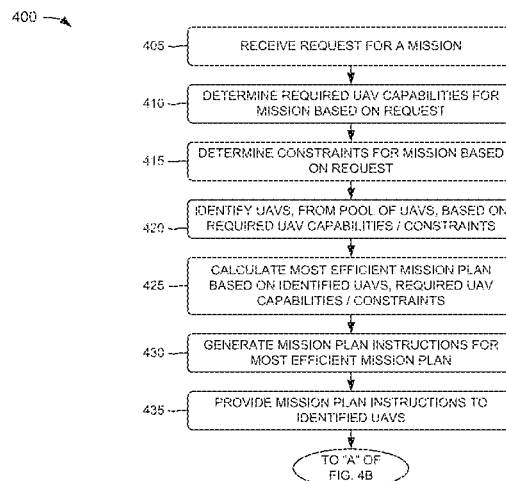 400
405
RECEIVE REQUEST FOR A MISSION
410
DETERMINE REQUIRED UAV CAPABILITIES FOR
MISSION BASED ON REQUEST
415
DETERMINE CONSTRAINTS FOR MISSION BASED
ON REQUEST
420
IDENTIFY UAVS, FROM POOL OF UAVS, BASED ON
REQUIRED UAV CAPABILITIES / CONSTRAINTS
425
CALCULATE MOST EFFICIENT MISSION PLAN
BASED ON IDENTIFIED UAVS, REQUIRED UAV
CAPABILITIES / CONSTRAINTS
430
GENERATE MISSION PLAN INSTRUCTIONS FOR
MOST EFFICIENT MISSION PLAN
435
PROVIDE MISSION PLAN INSTRUCTIONS TO
IDENTIFIED UAVS
TO "A" OF
FIG. 4B